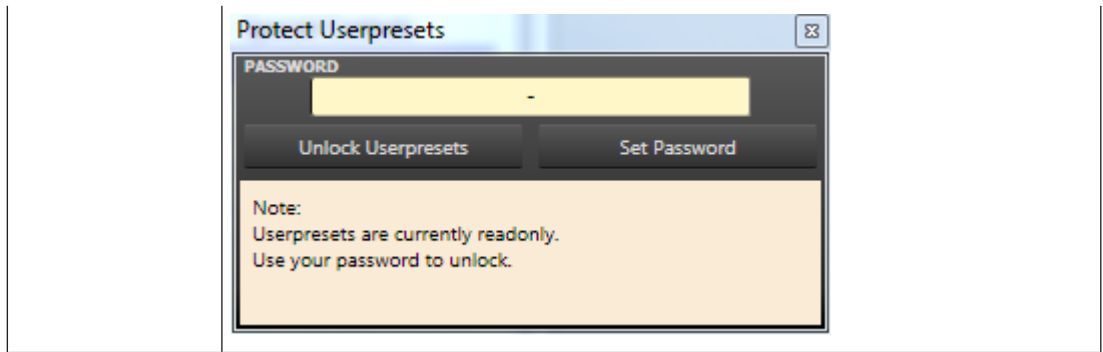 Protect Userpresets
PASSWORD
-
Unlock Userpresets Set Password
Note:
Userpresets are currently readonly.
Use your password to unlock.